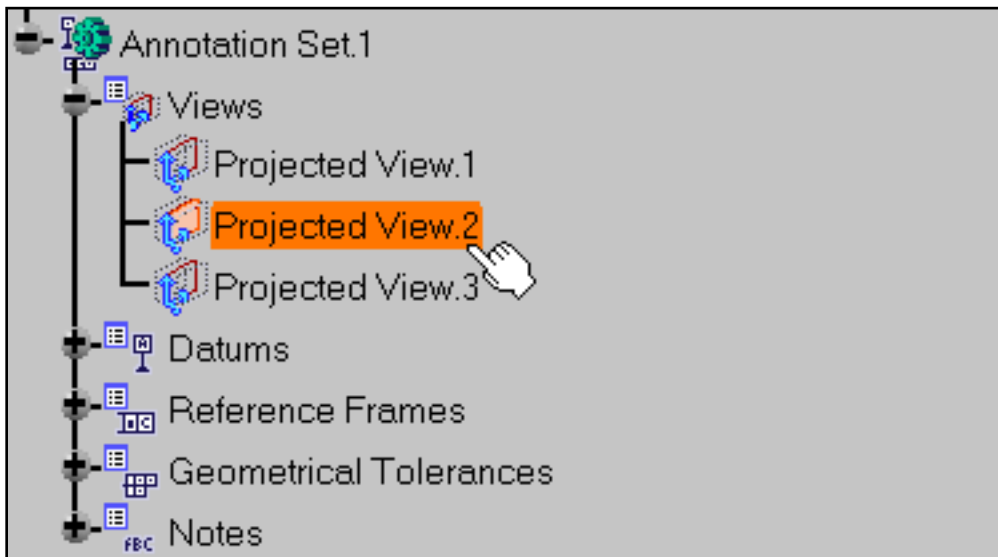 Annotation Set.1
Views
Projected View.1
Projected View.2
Projected View.3
Datums
Reference Frames
Geometrical Tolerances
Notes